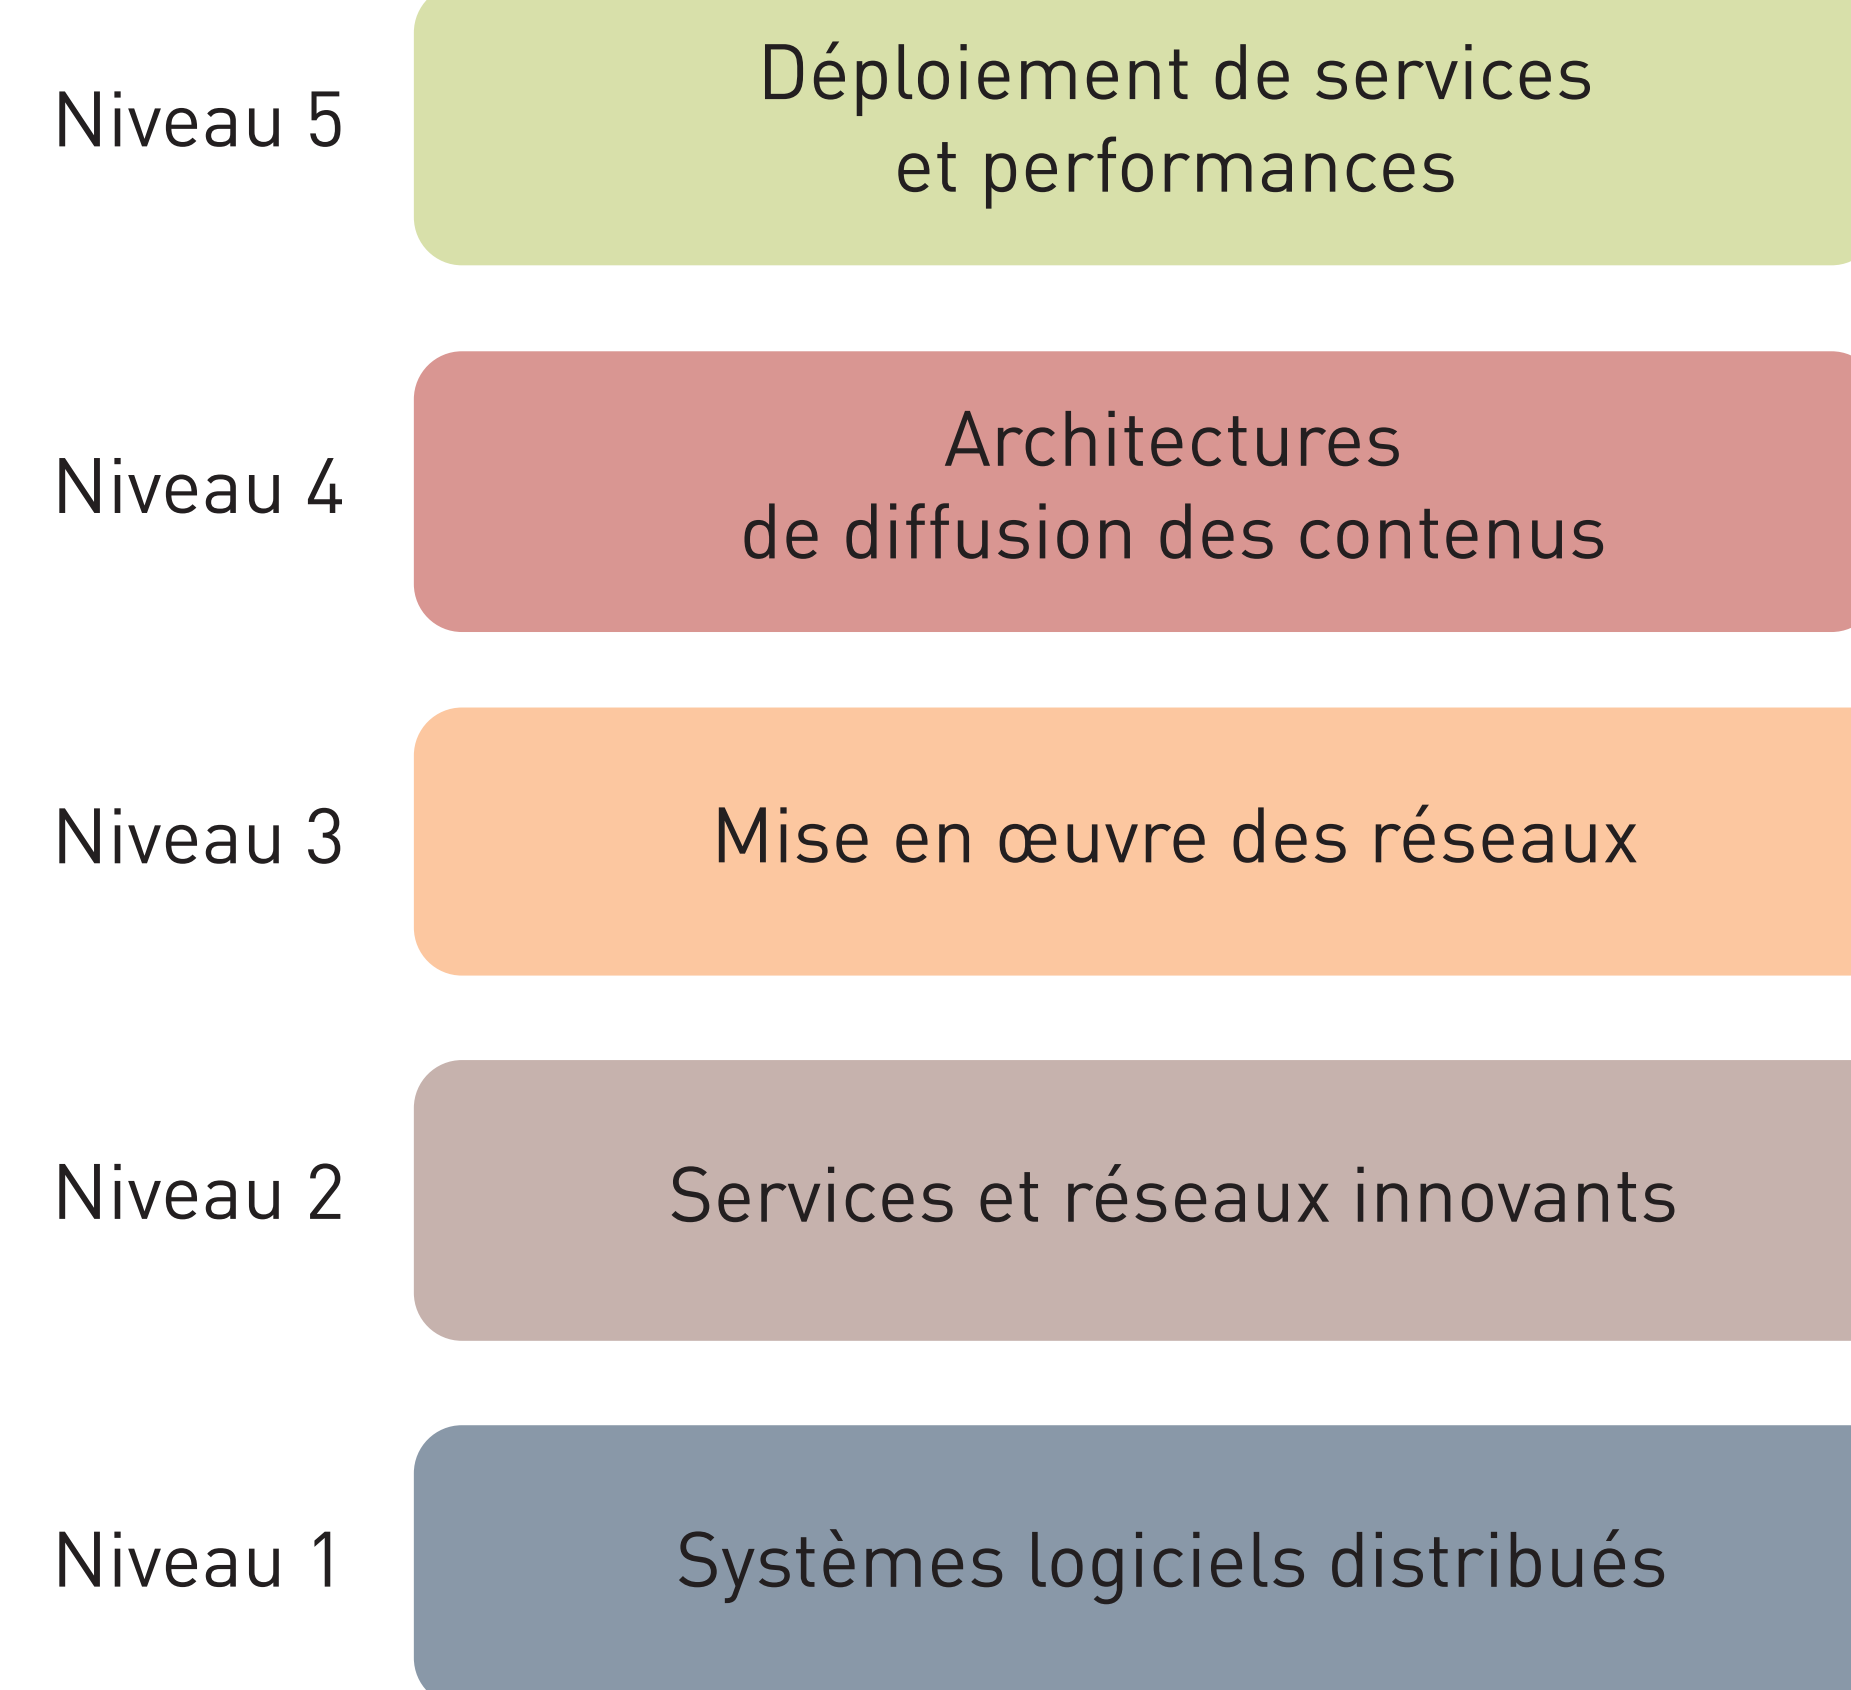 Niveau 5
Déploiement de services
et performances
Niveau 4
Architectures
de diffusion des contenus
Niveau 3
Mise en œuvre des réseaux
Niveau 2
Services et réseaux innovants
Niveau 1
Systèmes logiciels distribués